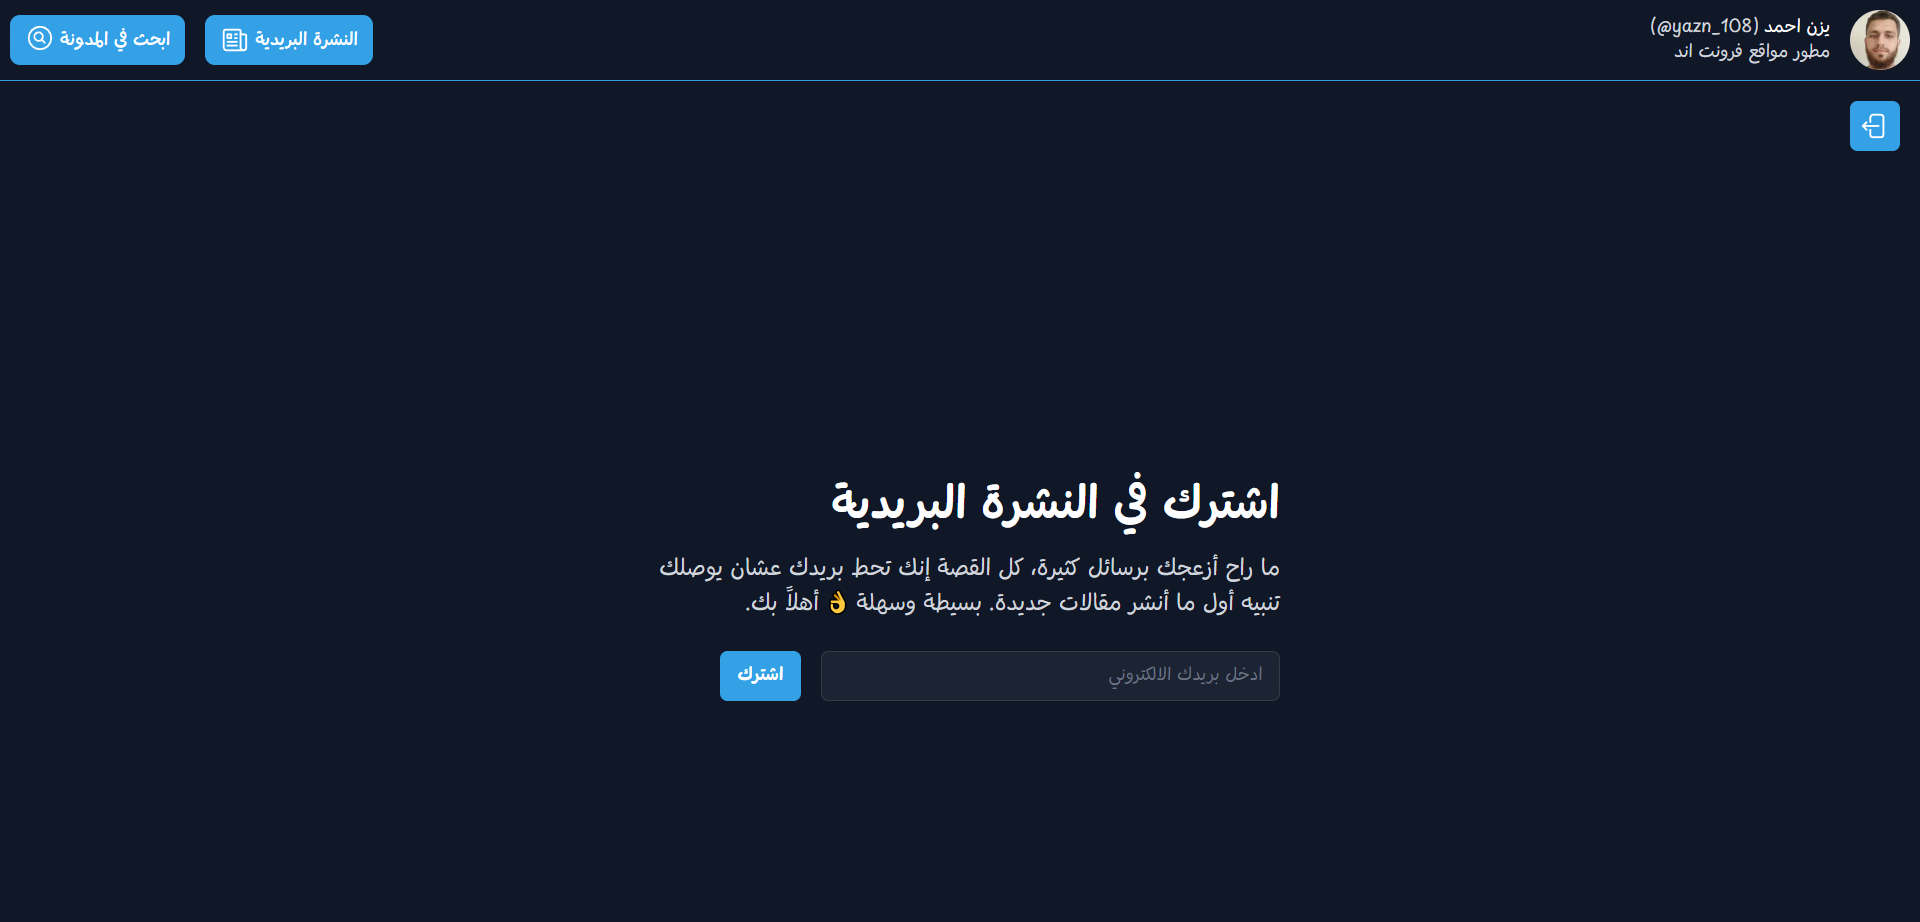 يزن احمد (@yazn_108)
مطور مواقع فرونت اند
النشرة البريدية
ابحث في المدونة
اشترك في النشرة البريدية
ما راح أزعجك برسائل كثيرة، كل القصة إنك تحط بريدك عشان يوصلك
تنبيه أول ما أنشر مقالات جديدة. بسيطة وسهلة 👌 أهلاً بك.
ادخل بريدك الالكتروني
اشترك